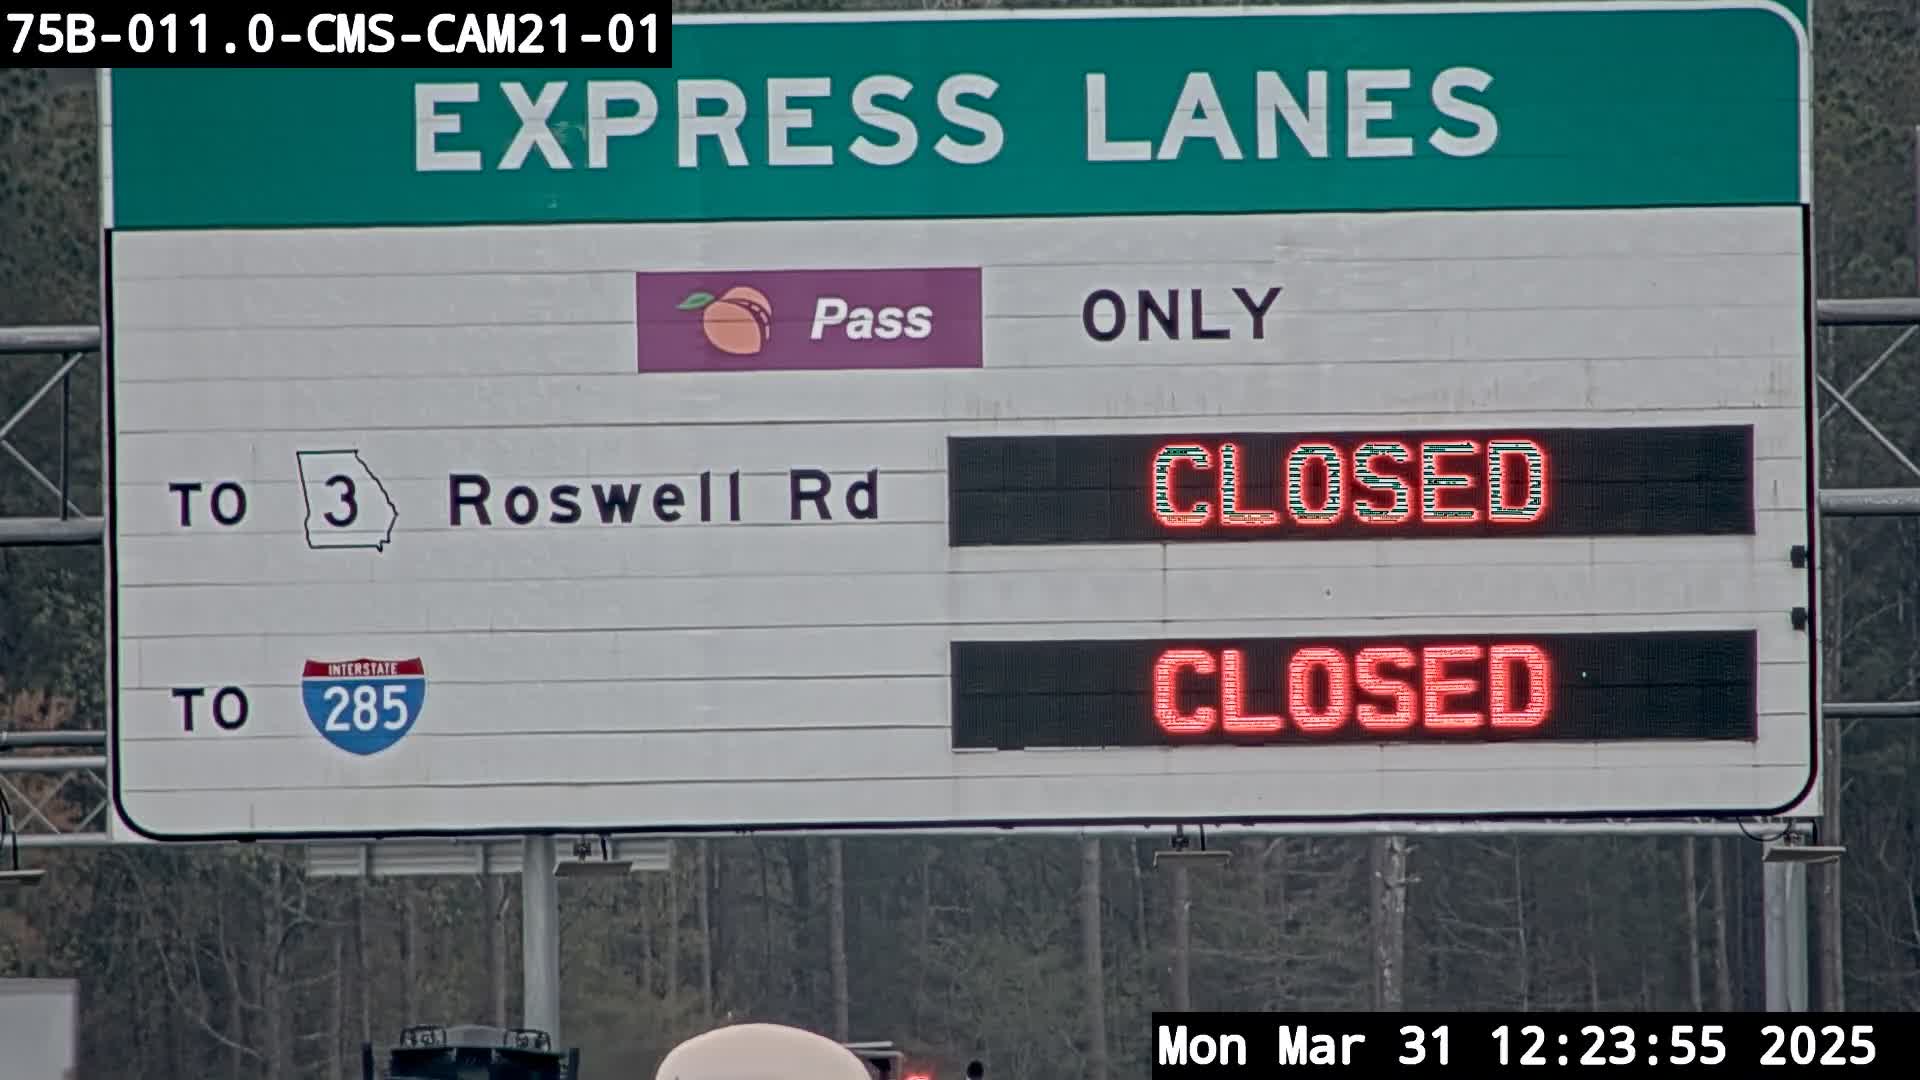 75B-011.0-CMS-CAM21-01
EXPRESS LANES
Pass ONLY
TO 3 Roswell Rd CLOSED
TO INTERSTATE 285 CLOSED
Mon Mar 31 12:23:55 2025